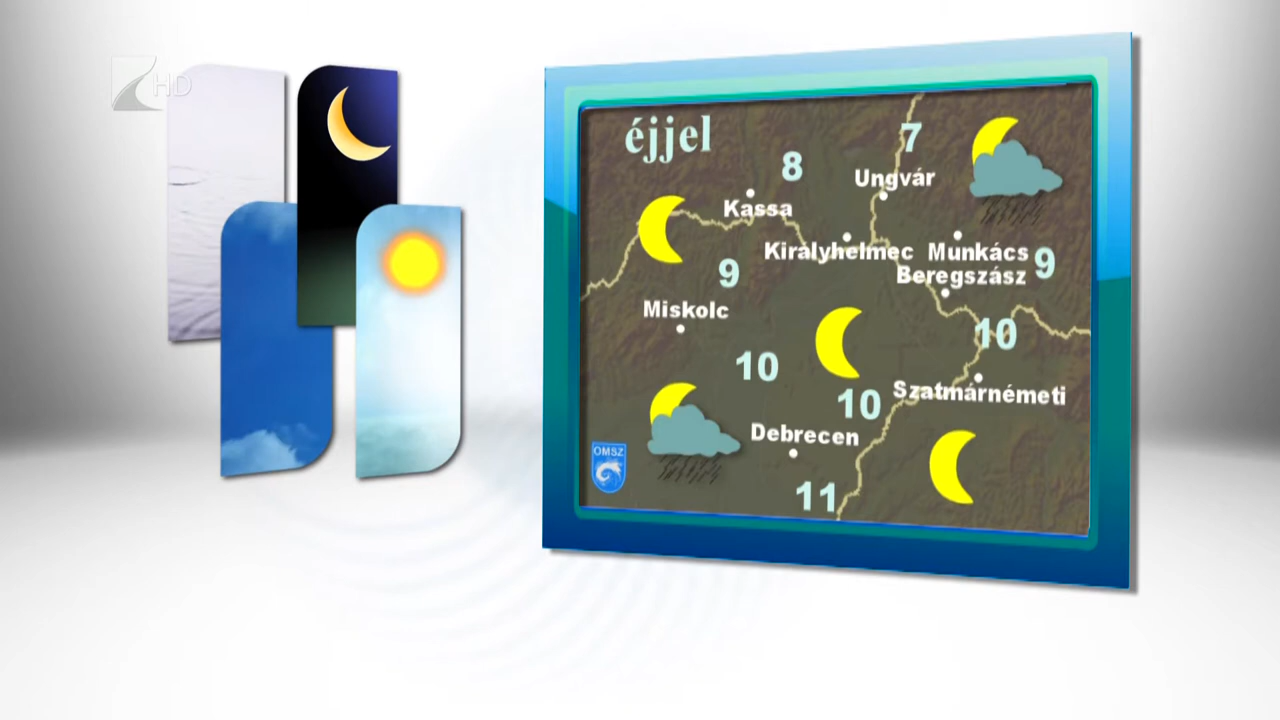 HD
éjjel
7
8
Ungvár
Kassa
Királyhelmec
Munkács
9
9
Beregszász
Miskolc
10
10
10
Szatmárnémeti
Debrecen
OMSZ
11